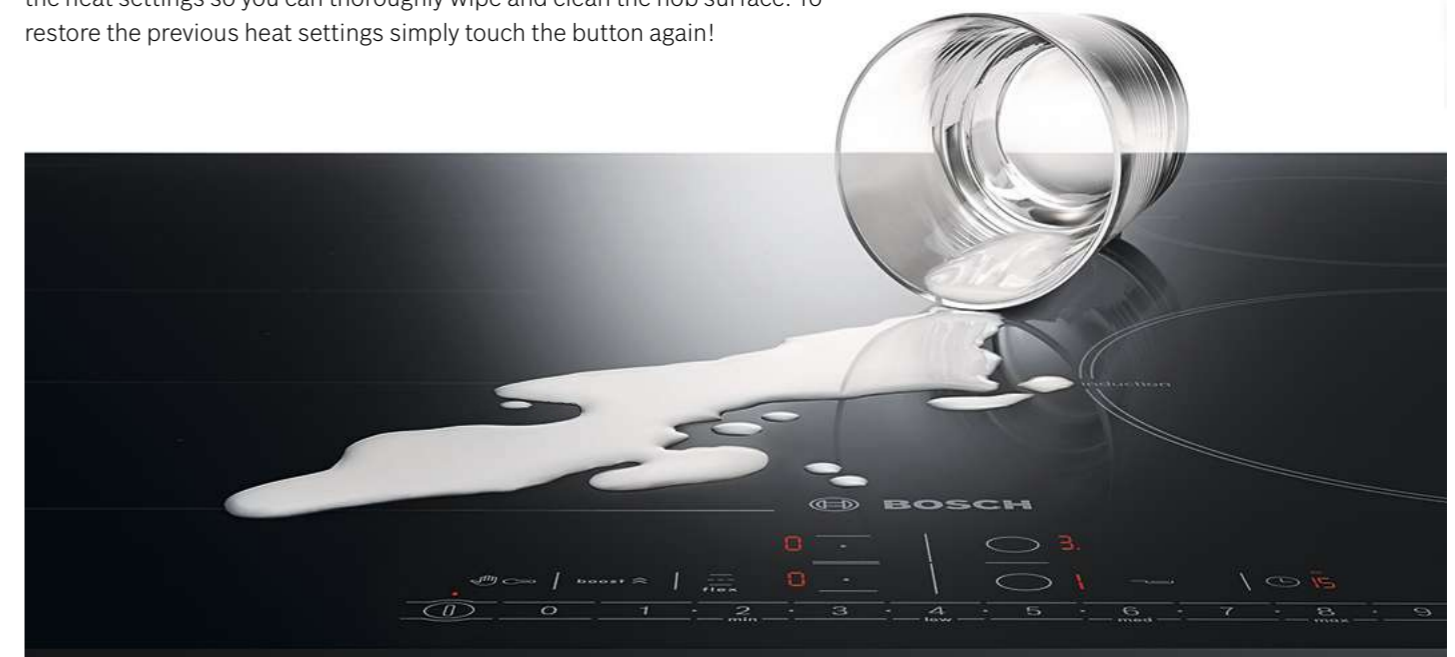 the heat settings so you can thoroughly wipe and clean the hob surface. To
restore the previous heat settings simply touch the button again!
induction
BOSCH
0 3.
boost flex 0 1 15
0 1 2 3 4 5 6 7 8 9
min low med max